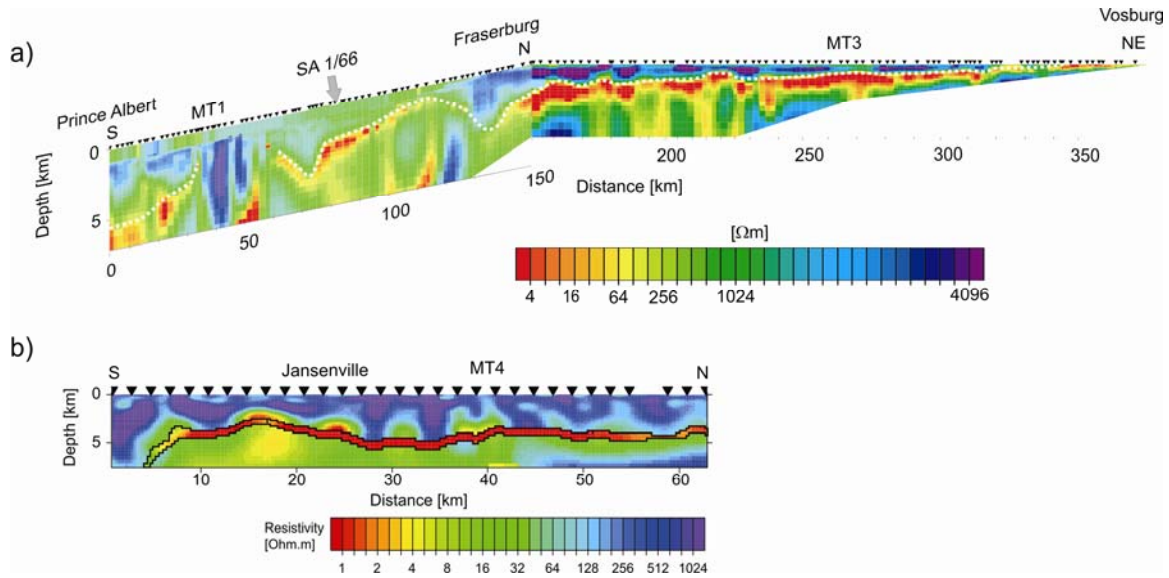 a)
Prince Albert
S
MT1
SA 1/66
Fraserburg
N
MT3
Vosburg
NE
Depth [km]
0
5
0
50
100
150
200
250
300
350
Distance [km]
[Ωm]
4 16 64 256 1024 4096
b)
S
Jansenville
MT4
N
Depth [km]
0
5
10 20 30 40 50 60
Distance [km]
Resistivity
[Ohm.m]
1 2 4 8 16 32 64 128 256 512 1024